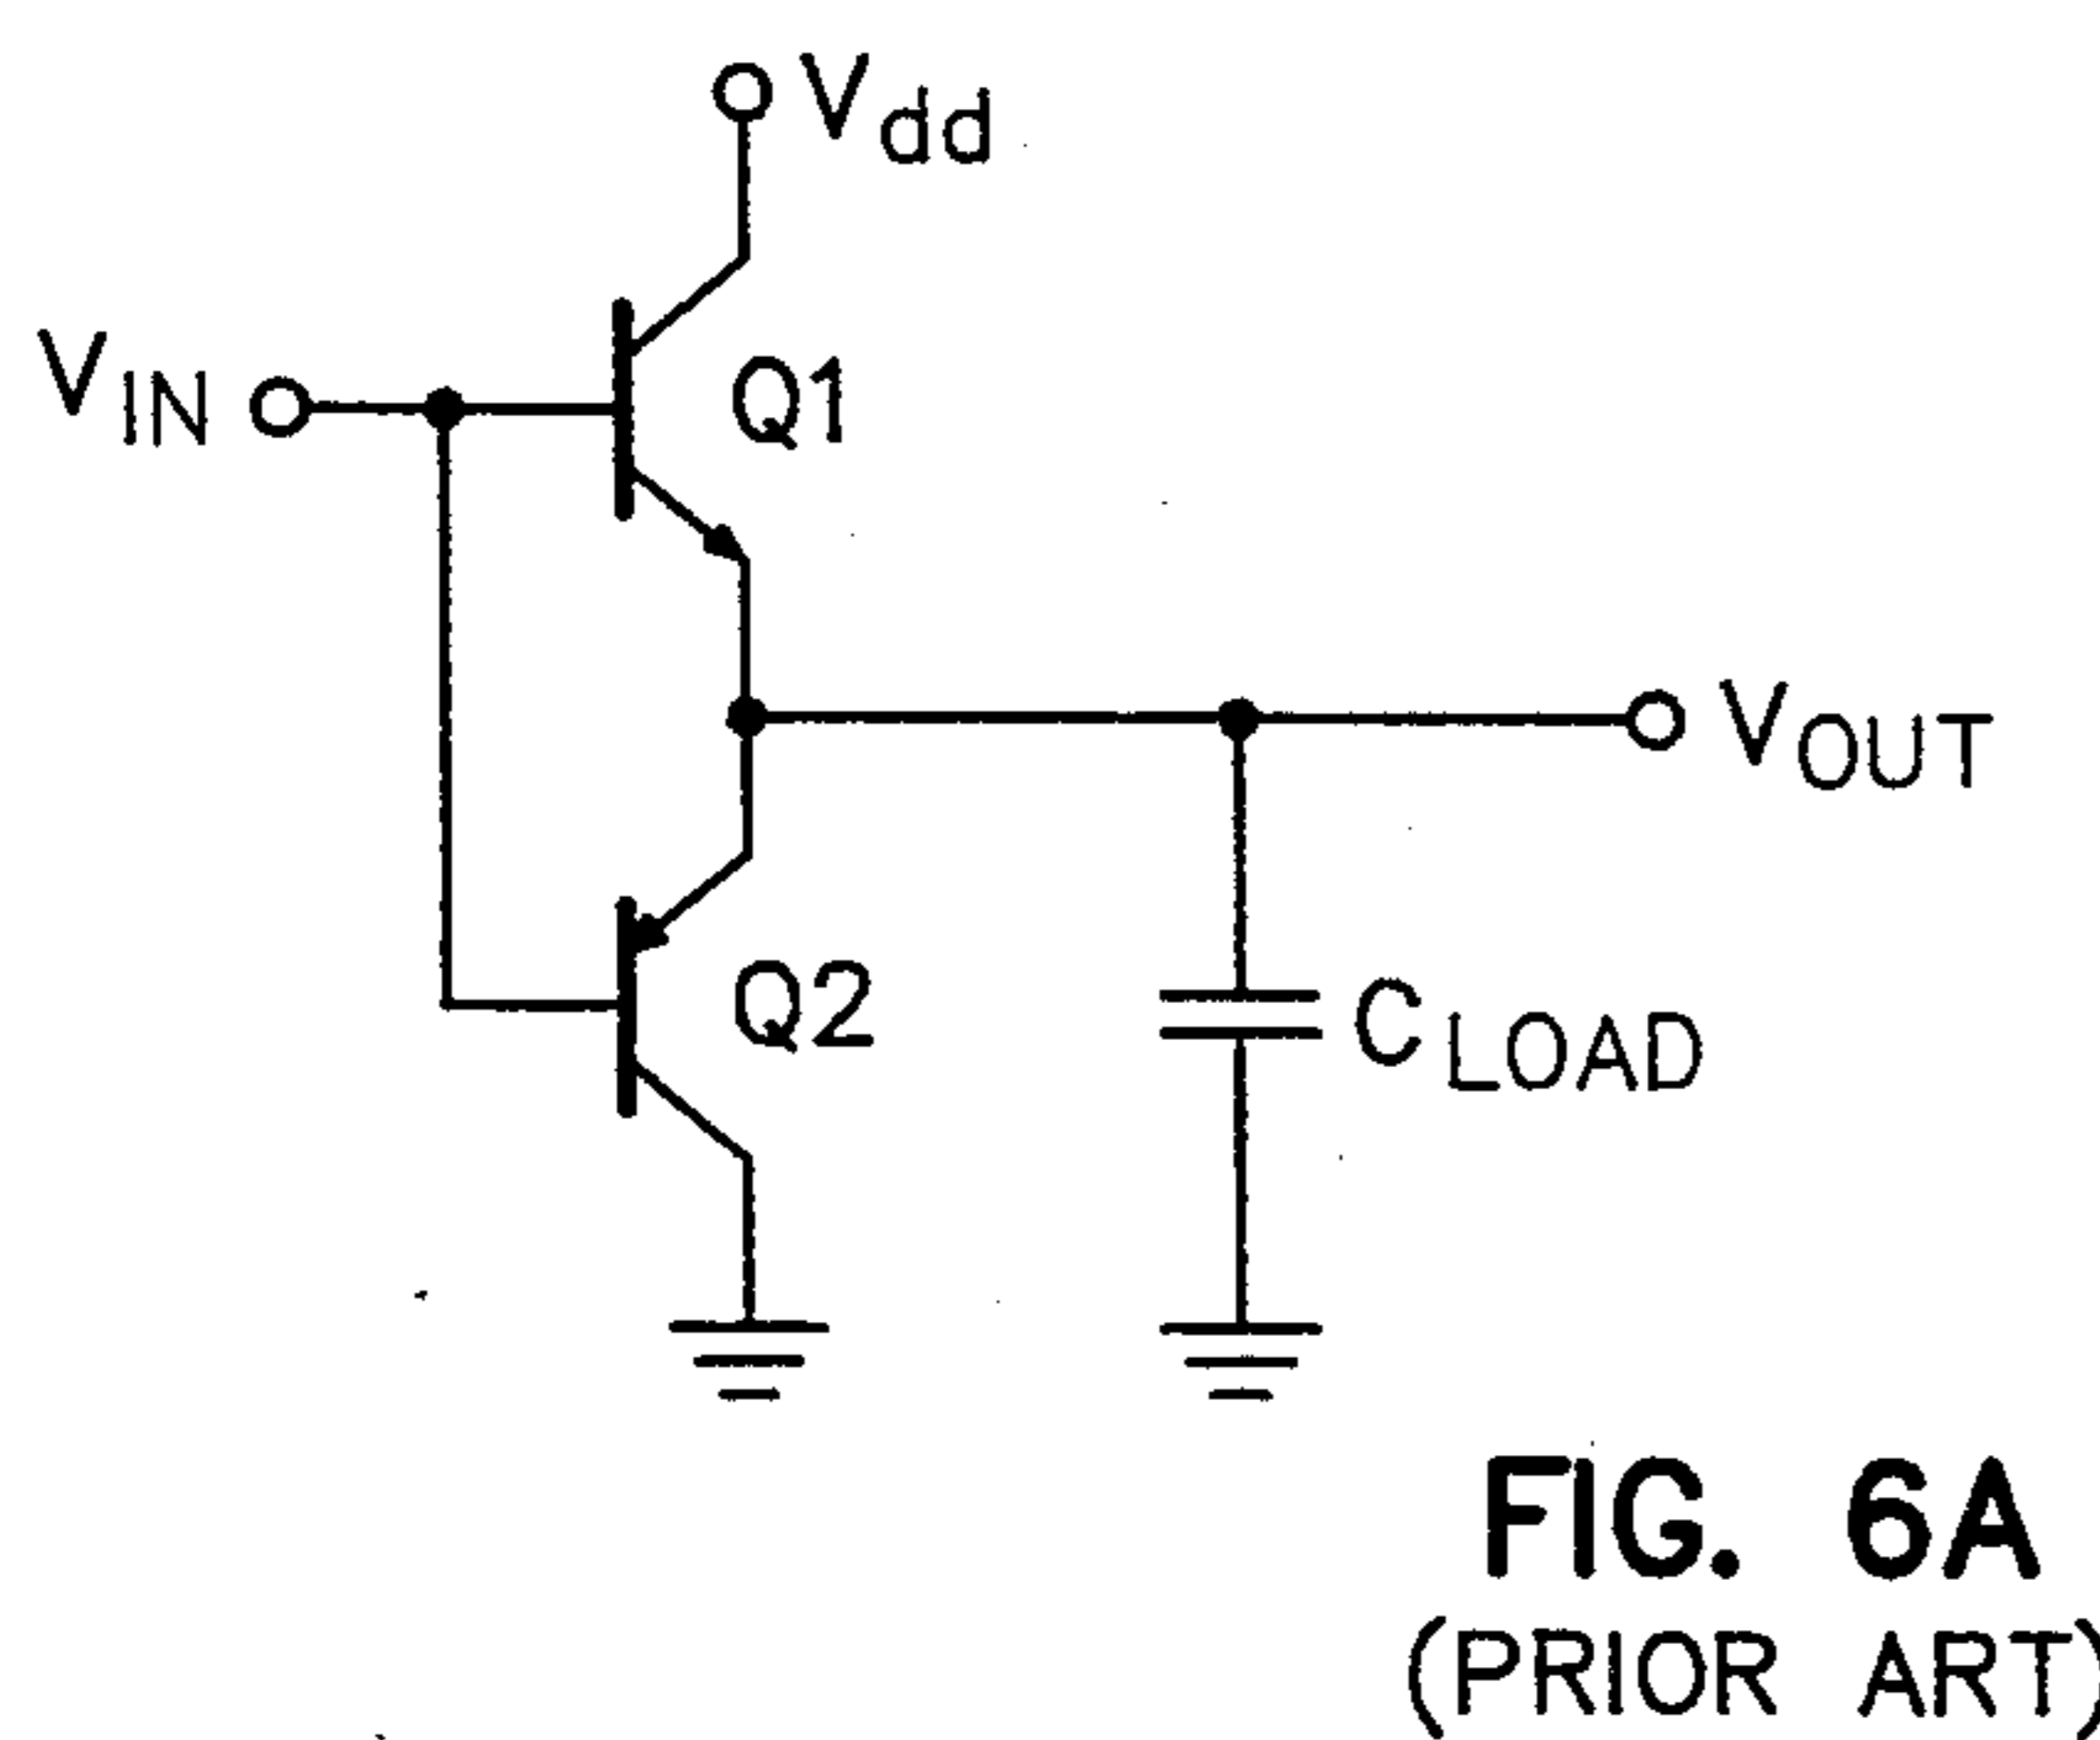 Vdd
VIN
Q1
VOUT
Q2
CLOAD
FIG. 6A
(PRIOR ART)